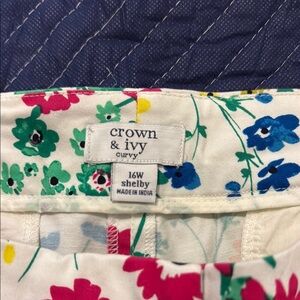 crown
& ivy
curvy
16W
shelby
MADE IN INDIA